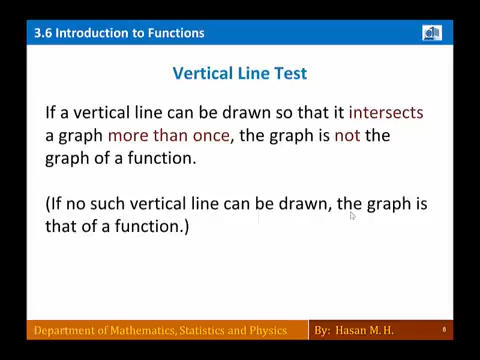 3.6 Introduction to Functions
Vertical Line Test
If a vertical line can be drawn so that it intersects
a graph more than once, the graph is not the
graph of a function.
(If no such vertical line can be drawn, the graph is
that of a function.)
Department of Mathematics, Statistics and Physics
By: Hasan M. H.
6